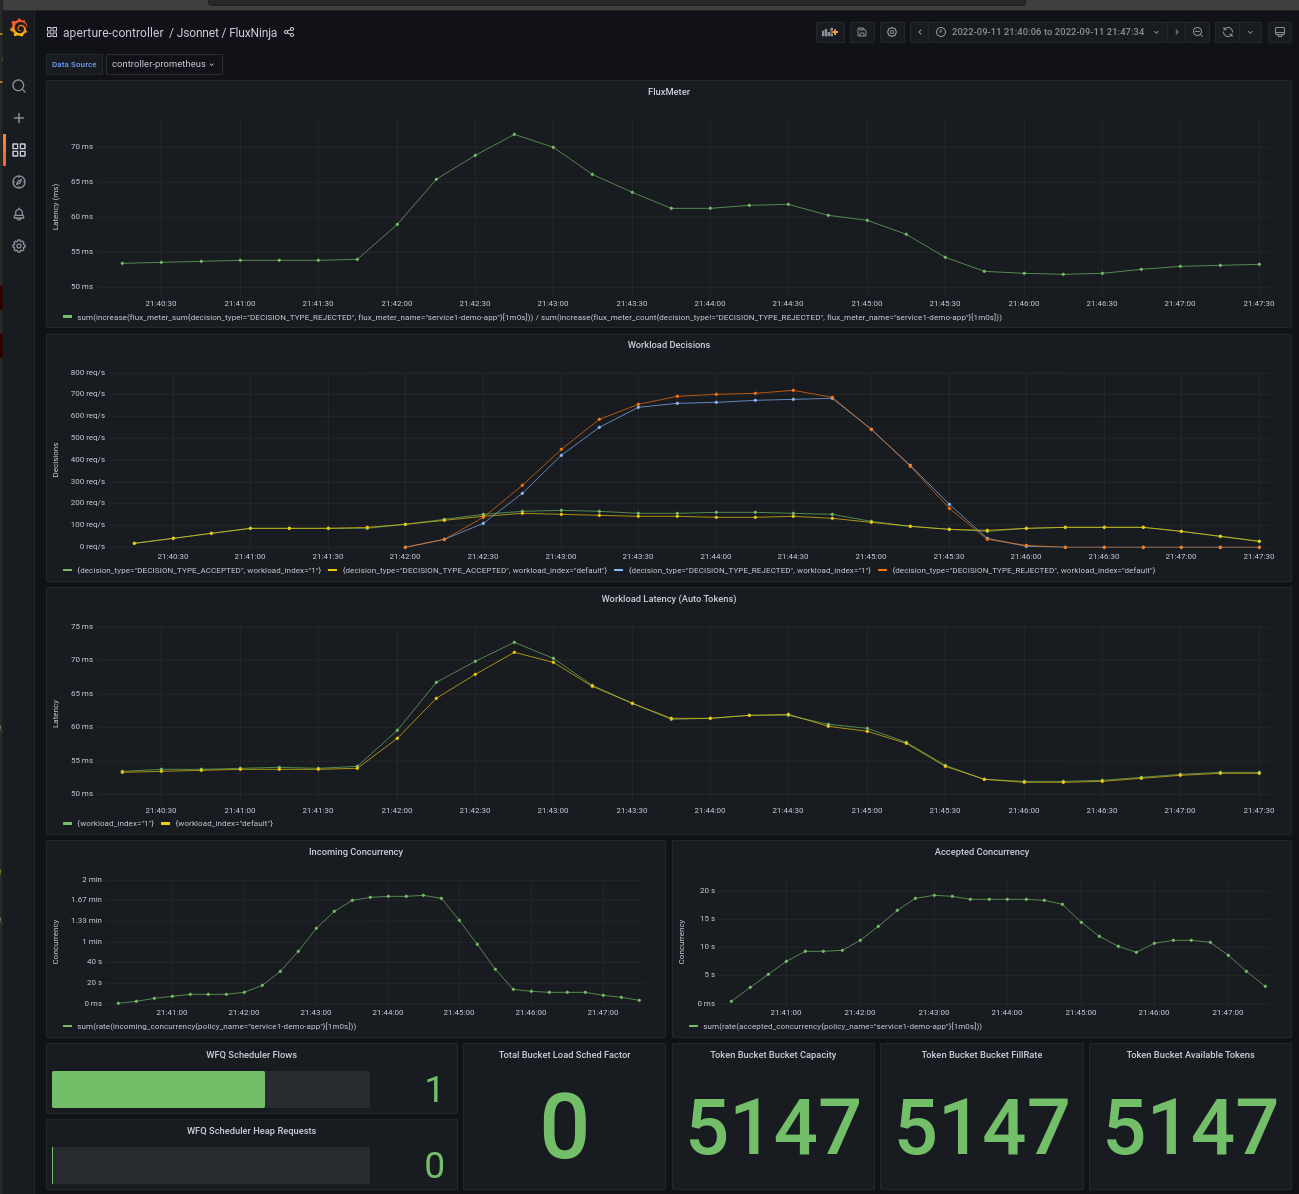 aperture-controller / Jsonnet / FluxNinja
2022-09-11 21:40:06 to 2022-09-11 21:47:34
Data Source
controller-prometheus
FluxMeter
Latency (ms)
70 ms
65 ms
60 ms
55 ms
50 ms
21:40:30 21:41:00 21:41:30 21:42:00 21:42:30 21:43:00 21:43:30 21:44:00 21:44:30 21:45:00 21:45:30 21:46:00 21:46:30 21:47:00 21:47:30
sum(increase(flux_meter_sum{decision_type!="DECISION_TYPE_REJECTED", flux_meter_name="service1-demo-app"}[1m0s])) / sum(increase(flux_meter_count{decision_type!="DECISION_TYPE_REJECTED", flux_meter_name="service1-demo-app"}[1m0s]))
Workload Decisions
Decisions
800 req/s
700 req/s
600 req/s
500 req/s
400 req/s
300 req/s
200 req/s
100 req/s
0 req/s
21:40:30 21:41:00 21:41:30 21:42:00 21:42:30 21:43:00 21:43:30 21:44:00 21:44:30 21:45:00 21:45:30 21:46:00 21:46:30 21:47:00 21:47:30
{decision_type="DECISION_TYPE_ACCEPTED", workload_index="1"} {decision_type="DECISION_TYPE_ACCEPTED", workload_index="default"} {decision_type="DECISION_TYPE_REJECTED", workload_index="1"} {decision_type="DECISION_TYPE_REJECTED", workload_index="default"}
Workload Latency (Auto Tokens)
Latency
75 ms
70 ms
65 ms
60 ms
55 ms
50 ms
21:40:30 21:41:00 21:41:30 21:42:00 21:42:30 21:43:00 21:43:30 21:44:00 21:44:30 21:45:00 21:45:30 21:46:00 21:46:30 21:47:00 21:47:30
{workload_index="1"} {workload_index="default"}
Incoming Concurrency
Concurrency
2 min
1.67 min
1.33 min
1 min
40 s
20 s
0 ms
21:41:00 21:42:00 21:43:00 21:44:00 21:45:00 21:46:00 21:47:00
sum(rate(incoming_concurrency{policy_name="service1-demo-app"}[1m0s]))
Accepted Concurrency
Concurrency
20 s
15 s
10 s
5 s
0 ms
21:41:00 21:42:00 21:43:00 21:44:00 21:45:00 21:46:00 21:47:00
sum(rate(accepted_concurrency{policy_name="service1-demo-app"}[1m0s]))
WFQ Scheduler Flows
1
WFQ Scheduler Heap Requests
0
Total Bucket Load Sched Factor
0
Token Bucket Bucket Capacity
5147
Token Bucket Bucket FillRate
5147
Token Bucket Available Tokens
5147